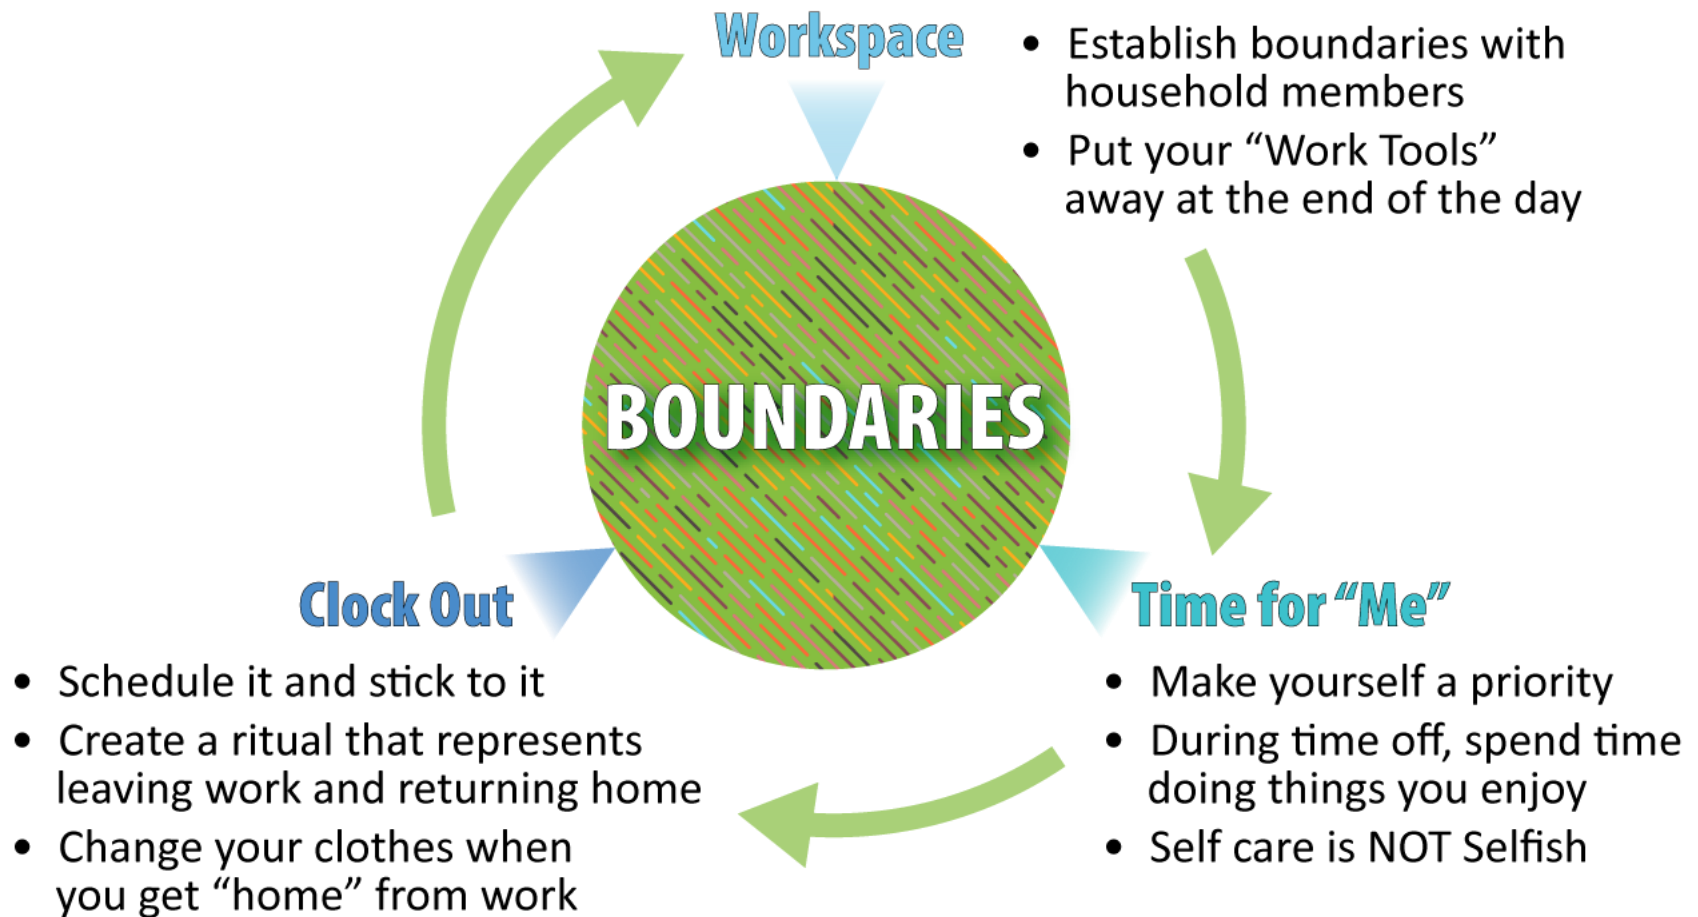 Workspace
• Establish boundaries with
household members
• Put your “Work Tools”
away at the end of the day
BOUNDARIES
Time for “Me”
• Make yourself a priority
• During time off, spend time
doing things you enjoy
• Self care is NOT Selfish
Clock Out
• Schedule it and stick to it
• Create a ritual that represents
leaving work and returning home
• Change your clothes when
you get “home” from work